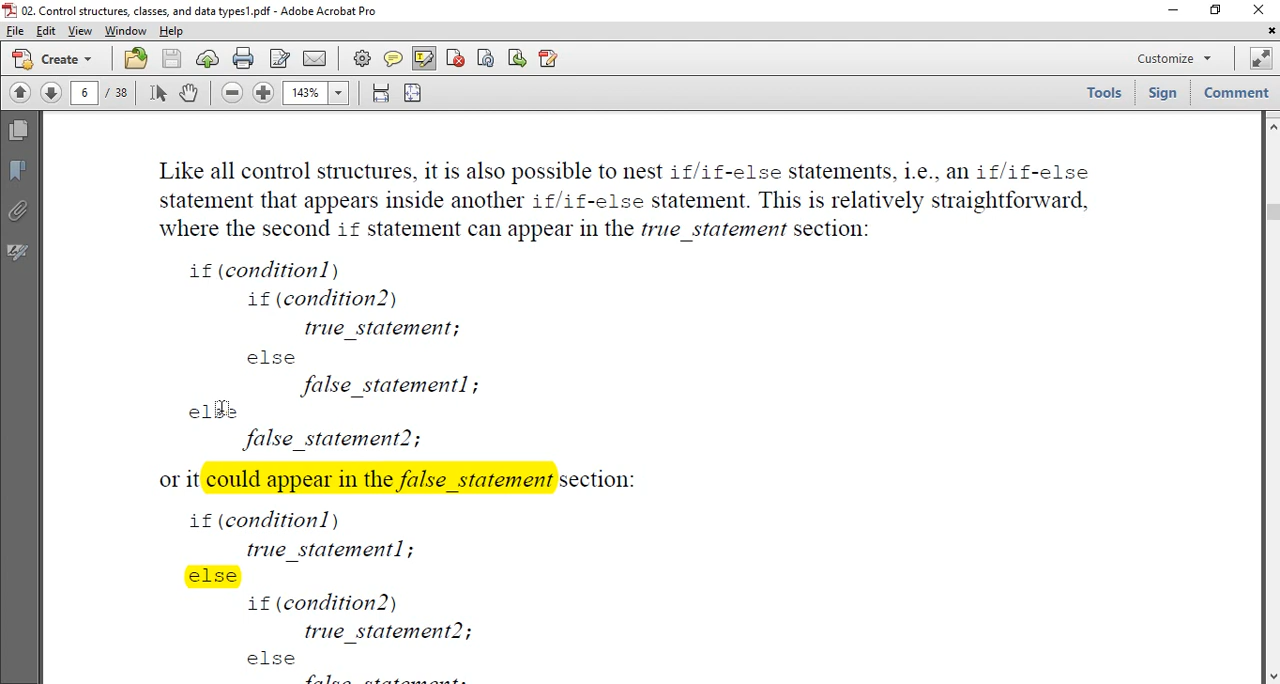 02. Control structures, classes, and data types1.pdf - Adobe Acrobat Pro
File Edit View Window Help
Create Customize
6 / 38 143% Tools Sign Comment
Like all control structures, it is also possible to nest if/if-else statements, i.e., an if/if-else
statement that appears inside another if/if-else statement. This is relatively straightforward,
where the second if statement can appear in the true_statement section:
if(condition1)
if(condition2)
true_statement;
else
false_statement1;
else
false_statement2;
or it could appear in the false_statement section:
if(condition1)
true_statement1;
else
if(condition2)
true_statement2;
else
false_statement;